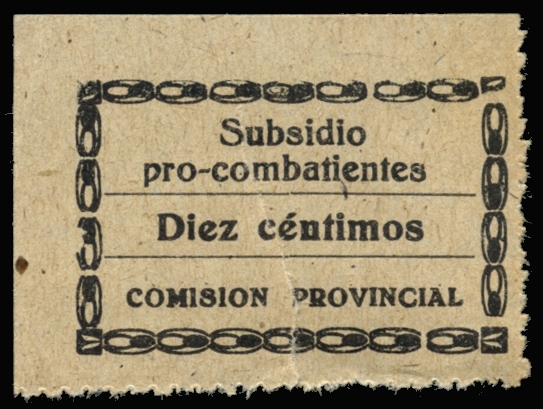 Subsidio
pro-combatientes
Diez céntimos
COMISION PROVINCIAL